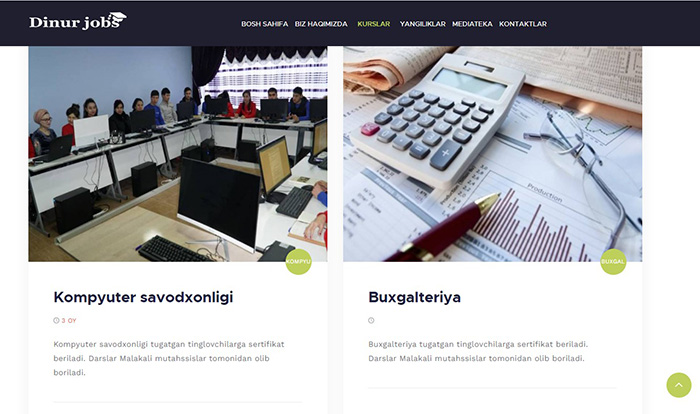 Dinur jobs
BOSH SAHIFA BIZ HAQIMIZDA KURSLAR YANGILIKLAR MEDIATEKA KONTAKTLAR
Production
KOMPYU
BUXGAL
Kompyuter savodxonligi
3 OY
Kompyuter savodxonligi tugatgan tinglovchilarga sertifikat
beriladi. Darslar Malakali mutahssislar tomonidan olib
boriladi.
Buxgalteriya
Buxgalteriya tugatgan tinglovchilarga sertifikat beriladi.
Darslar Malakali mutahssislar tomonidan olib boriladi.